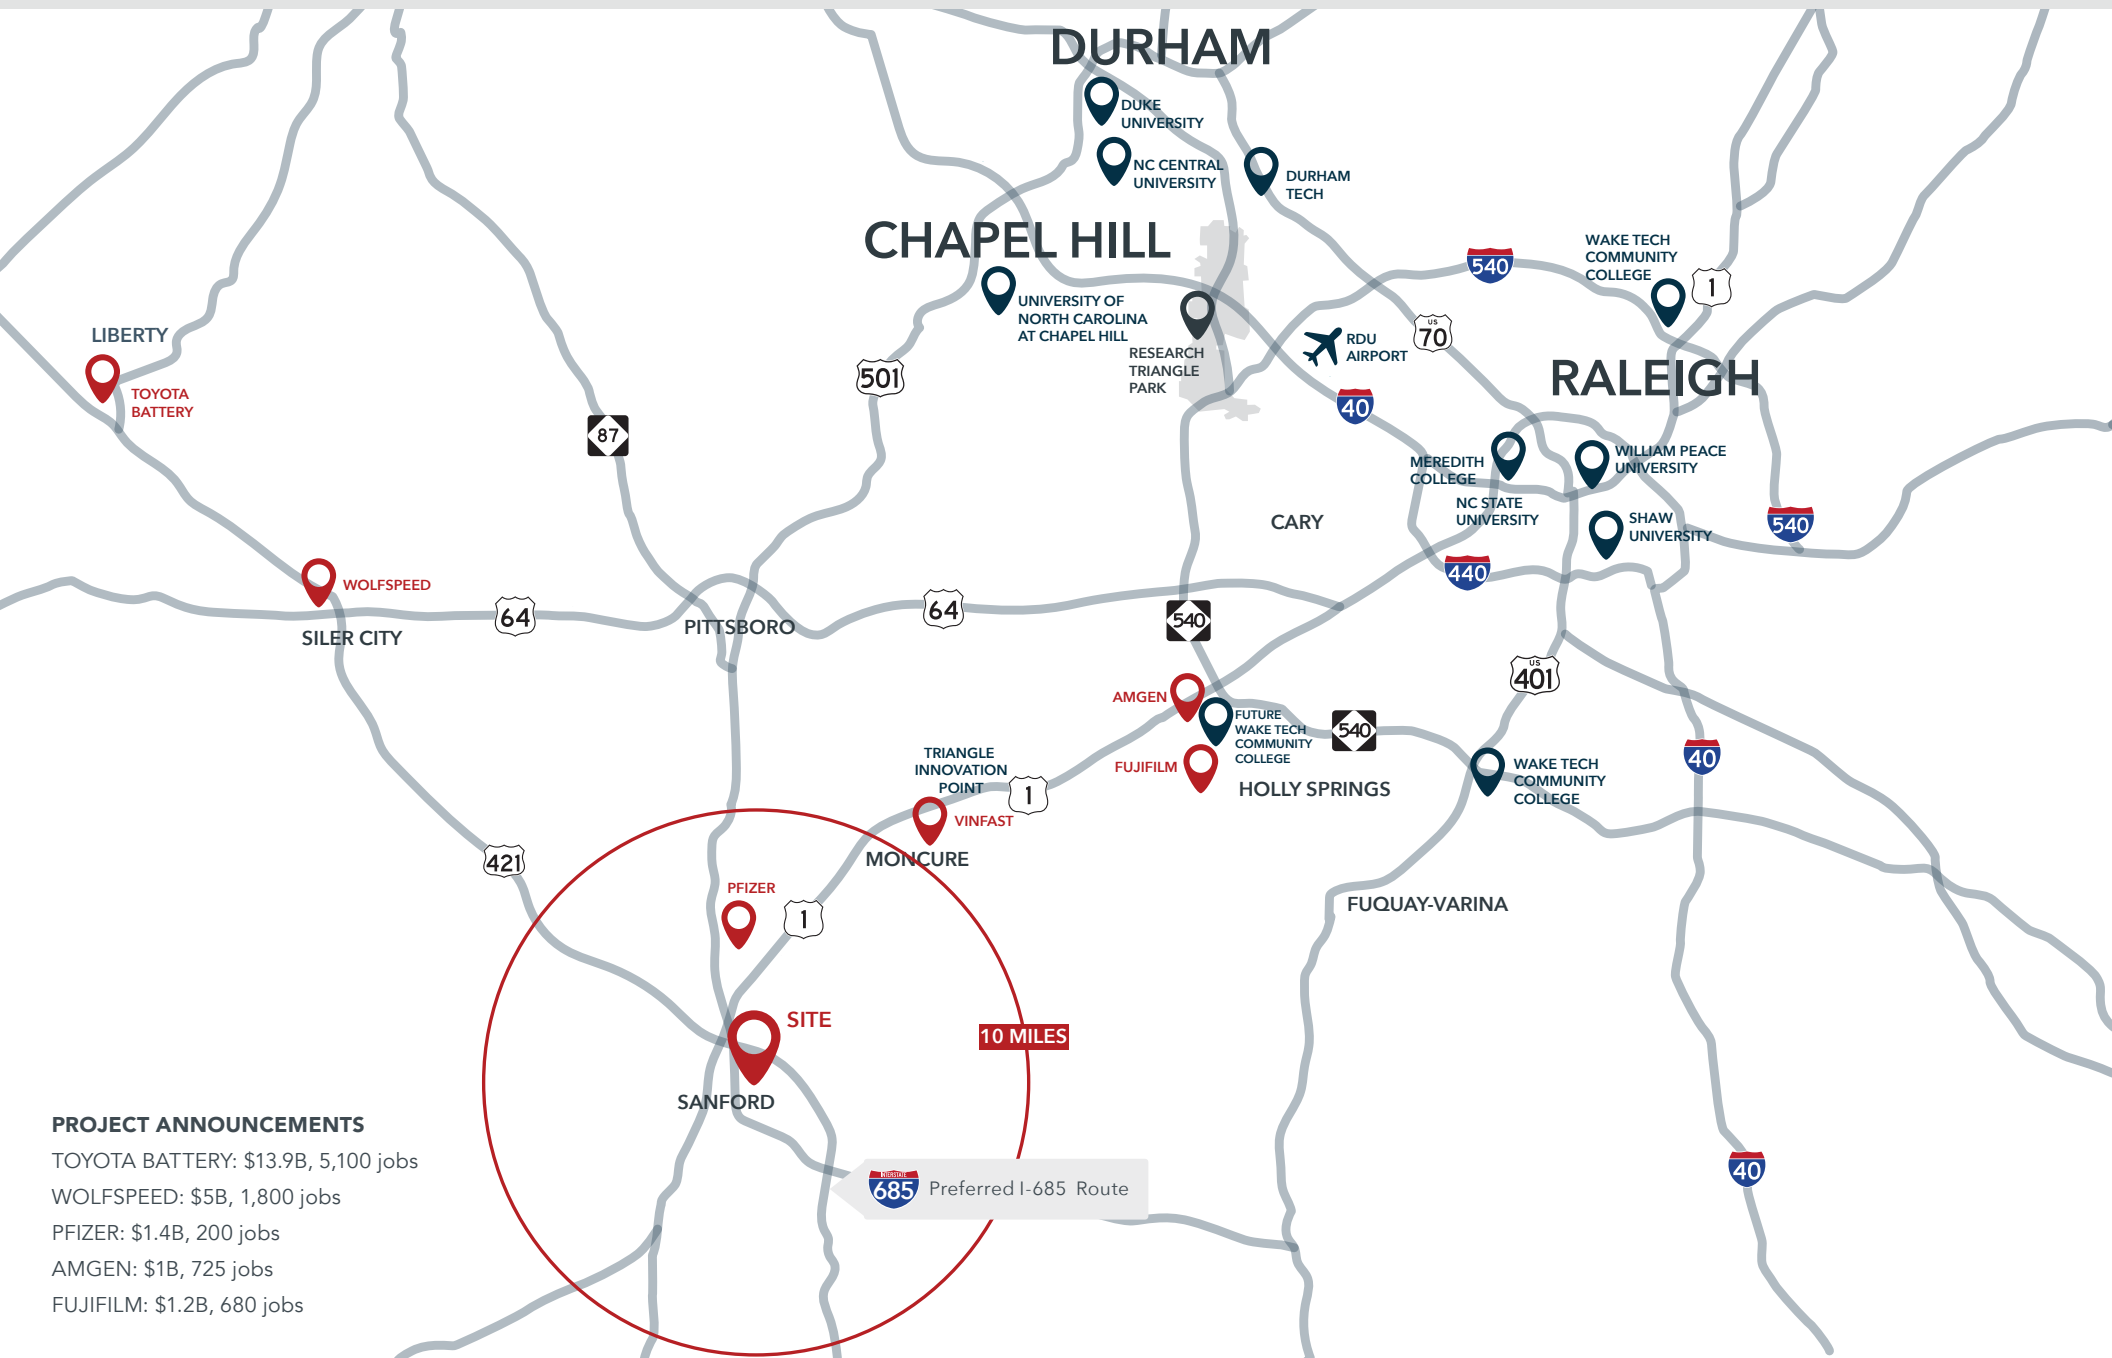 DURHAM
DUKE
UNIVERSITY
NC CENTRAL
UNIVERSITY
DURHAM
TECH
CHAPEL HILL
UNIVERSITY OF
NORTH CAROLINA
AT CHAPEL HILL
RESEARCH
TRIANGLE
PARK
540
WAKE TECH
COMMUNITY
COLLEGE
1
RDU
AIRPORT
US
70
RALEIGH
LIBERTY
TOYOTA
BATTERY
501
40
87
MEREDITH
COLLEGE
WILLIAM PEACE
UNIVERSITY
NC STATE
UNIVERSITY
SHAW
UNIVERSITY
540
CARY
440
WOLFSPEED
SILER CITY
64
PITTSBORO
64
540
US
401
AMGEN
FUTURE
WAKE TECH
COMMUNITY
COLLEGE
540
FUJIFILM
HOLLY SPRINGS
WAKE TECH
COMMUNITY
COLLEGE
40
TRIANGLE
INNOVATION
POINT
1
VINFAST
MONCURE
421
PFIZER
1
FUQUAY-VARINA
SITE
10 MILES
SANFORD
INTERSTATE
685
Preferred I-685 Route
40
PROJECT ANNOUNCEMENTS
TOYOTA BATTERY: $13.9B, 5,100 jobs
WOLFSPEED: $5B, 1,800 jobs
PFIZER: $1.4B, 200 jobs
AMGEN: $1B, 725 jobs
FUJIFILM: $1.2B, 680 jobs